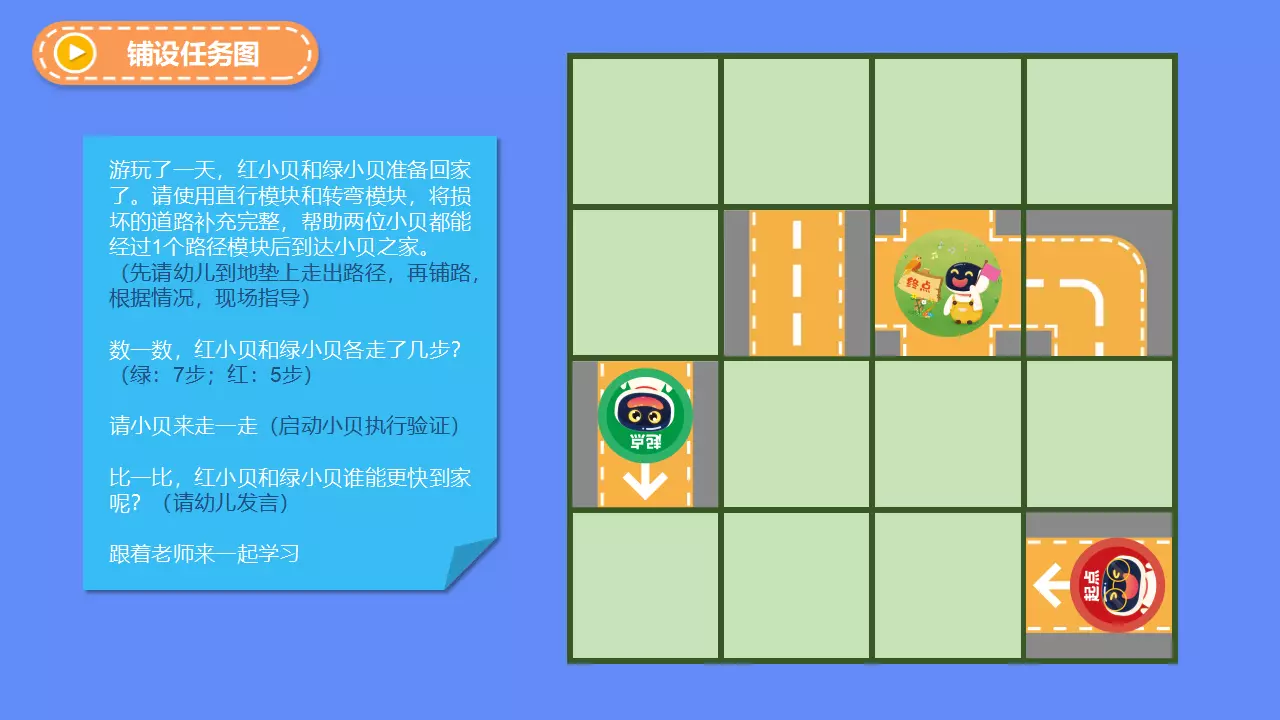 铺设任务图
游玩了一天，红小贝和绿小贝准备回家
了。请使用直行模块和转弯模块，将损
坏的道路补充完整，帮助两位小贝都能
经过1个路径模块后到达小贝之家。
（先请幼儿到地垫上走出路径，再铺路，
根据情况，现场指导）
数一数，红小贝和绿小贝各走了几步？
（绿：7步；红：5步）
请小贝来走一走（启动小贝执行验证）
比一比，红小贝和绿小贝谁能更快到家
呢？（请幼儿发言）
跟着老师来一起学习
终点
起点
起点